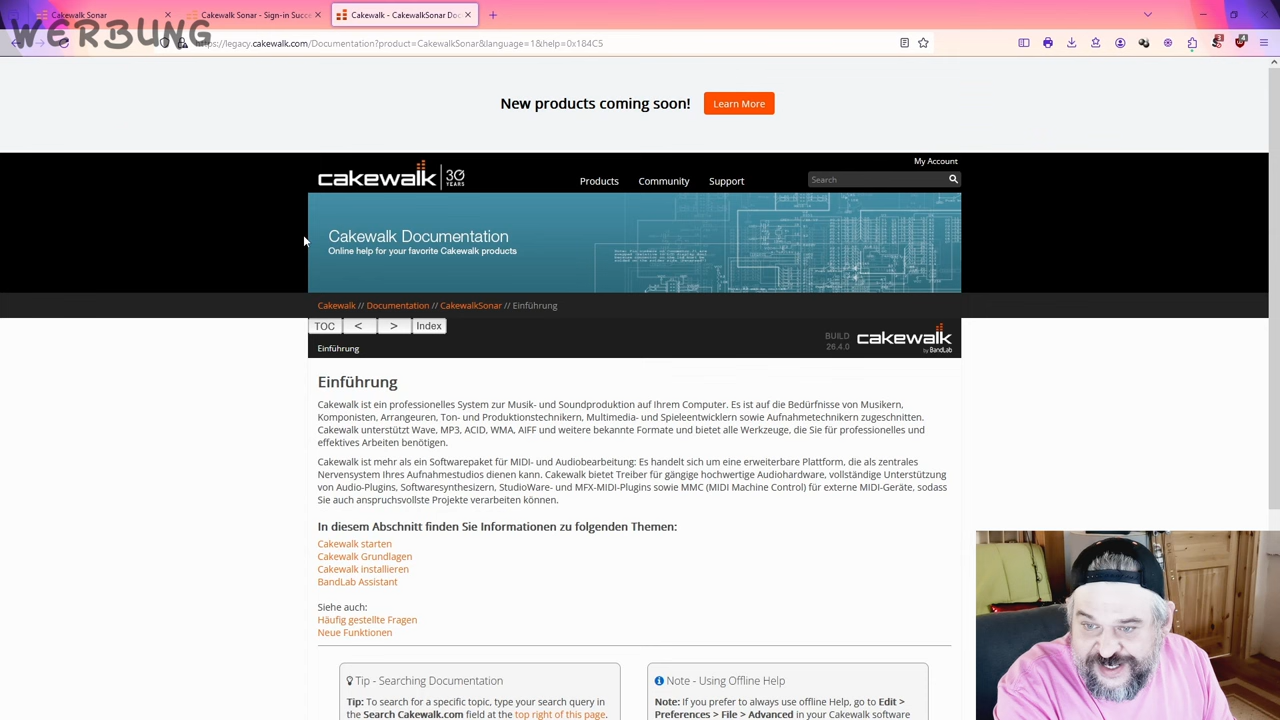 WERBUNG
Cakewalk Sonar
Cakewalk Sonar - Sign-in Succ
Cakewalk - CakewalkSonar Doc
https://legacy.cakewalk.com/Documentation?product=CakewalkSonar&language=1&help=0x184C5
New products coming soon! Learn More
My Account
cakewalk 30 YEARS
Products Community Support
Search
Cakewalk Documentation
Online help for your favorite Cakewalk products
Cakewalk // Documentation // CakewalkSonar // Einführung
TOC < > Index
BUILD
26.4.0
cakewalk
by BandLab
Einführung
Einführung
Cakewalk ist ein professionelles System zur Musik- und Soundproduktion auf Ihrem Computer. Es ist auf die Bedürfnisse von Musikern,
Komponisten, Arrangeuren, Ton- und Produktionstechnikern, Multimedia- und Spieleentwicklern sowie Aufnahmetechnikern zugeschnitten.
Cakewalk unterstützt Wave, MP3, ACID, WMA, AIFF und weitere bekannte Formate und bietet alle Werkzeuge, die Sie für professionelles und
effektives Arbeiten benötigen.
Cakewalk ist mehr als ein Softwarepaket für MIDI- und Audiobearbeitung: Es handelt sich um eine erweiterbare Plattform, die als zentrales
Nervensystem Ihres Aufnahmestudios dienen kann. Cakewalk bietet Treiber für gängige hochwertige Audiohardware, vollständige Unterstützung
von Audio-Plugins, Softwaresynthesizern, StudioWare- und MFX-MIDI-Plugins sowie MMC (MIDI Machine Control) für externe MIDI-Geräte, sodass
Sie auch anspruchsvollste Projekte verarbeiten können.
In diesem Abschnitt finden Sie Informationen zu folgenden Themen:
Cakewalk starten
Cakewalk Grundlagen
Cakewalk installieren
BandLab Assistant
Siehe auch:
Häufig gestellte Fragen
Neue Funktionen
Tip - Searching Documentation
Tip: To search for a specific topic, type your search query in
the Search Cakewalk.com field at the top right of this page.
Note - Using Offline Help
Note: If you prefer to always use offline Help, go to Edit >
Preferences > File > Advanced in your Cakewalk software